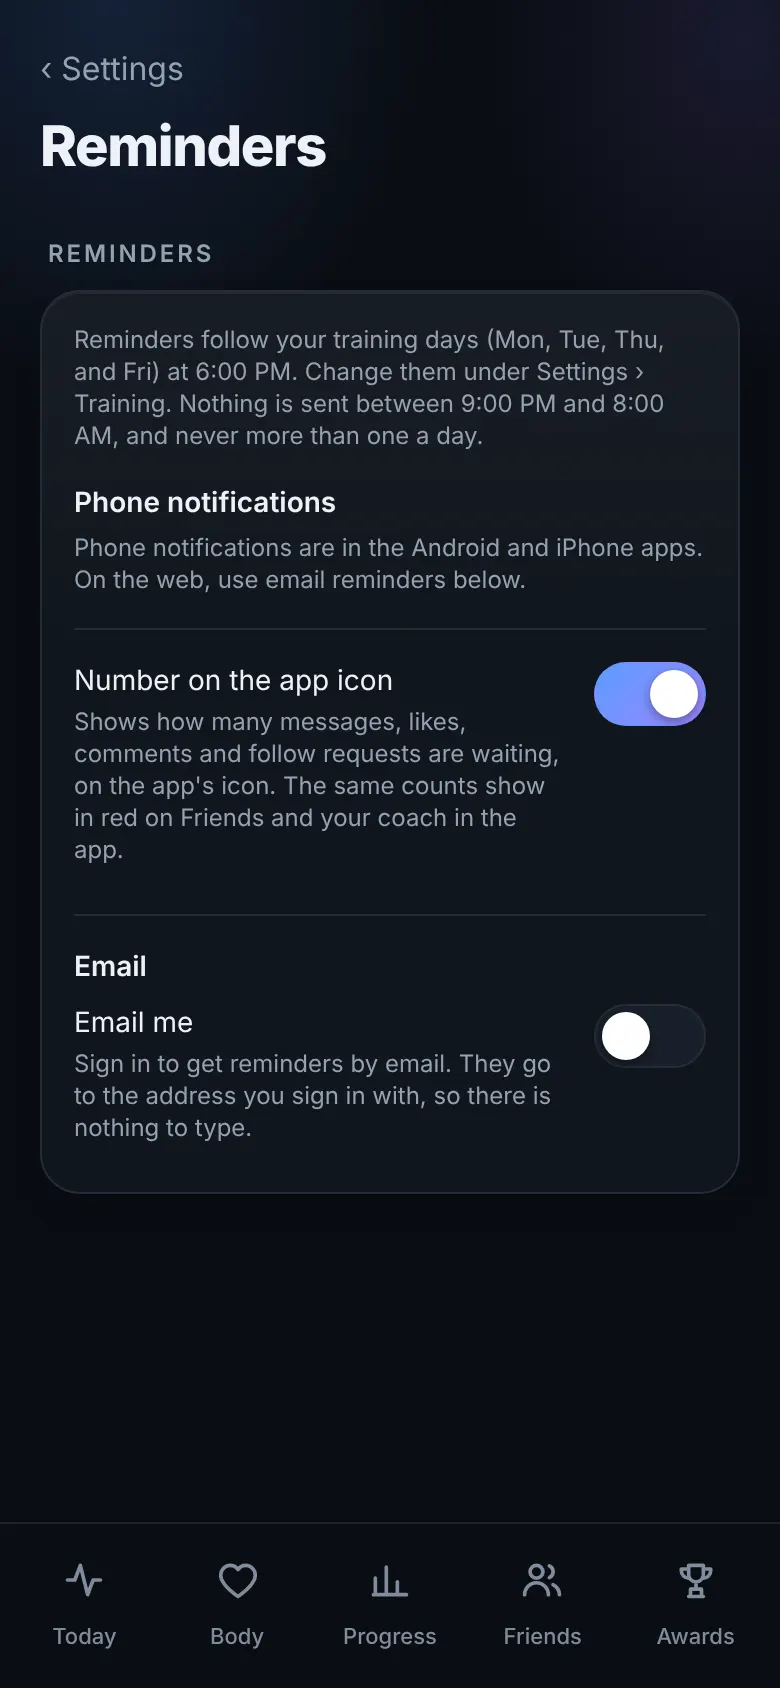 ‹ Settings
Reminders
REMINDERS
Reminders follow your training days (Mon, Tue, Thu,
and Fri) at 6:00 PM. Change them under Settings ›
Training. Nothing is sent between 9:00 PM and 8:00
AM, and never more than one a day.
Phone notifications
Phone notifications are in the Android and iPhone apps.
On the web, use email reminders below.
Number on the app icon
Shows how many messages, likes,
comments and follow requests are waiting,
on the app's icon. The same counts show
in red on Friends and your coach in the
app.
Email
Email me
Sign in to get reminders by email. They go
to the address you sign in with, so there is
nothing to type.
Today Body Progress Friends Awards